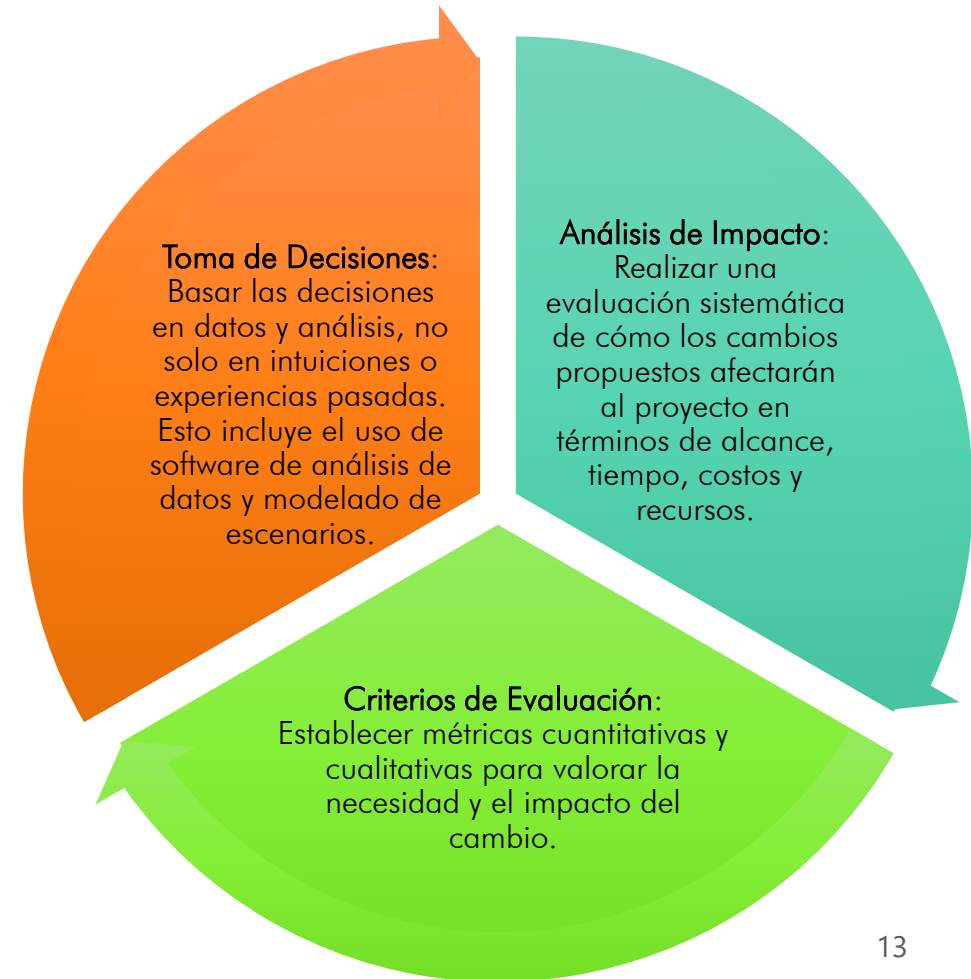 Análisis de Impacto:
Realizar una
evaluación sistemática
de cómo los cambios
propuestos afectarán
al proyecto en
términos de alcance,
tiempo, costos y
recursos.
Criterios de Evaluación:
Establecer métricas cuantitativas y
cualitativas para valorar la
necesidad y el impacto del
cambio.
Toma de Decisiones:
Basar las decisiones
en datos y análisis, no
solo en intuiciones o
experiencias pasadas.
Esto incluye el uso de
software de análisis de
datos y modelado de
escenarios.
13